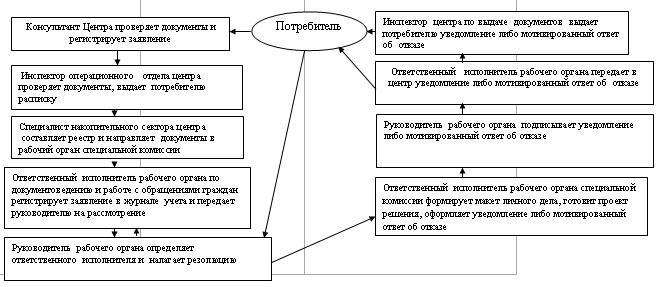 Потребитель
Консультант Центра проверяет документы и
регистрирует заявление
Инспектор операционного отдела центра
проверяет документы, выдает потребителю
расписку
Специалист накопительного сектора центра
составляет реестр и направляет документы в
рабочий орган специальной комиссии
Ответственный исполнитель рабочего органа по
документоведению и работе с обращениями граждан
регистрирует заявление в журнале учета и передает
руководителю на рассмотрение
Руководитель рабочего органа определяет
ответственного исполнителя и налагает резолюцию
Ответственный исполнитель рабочего органа специальной
комиссии формирует макет личного дела, готовит проект
решения, оформляет уведомление либо мотивированный
ответ об отказе
Руководитель рабочего органа подписывает уведомление
либо мотивированный ответ об отказе
Ответственный исполнитель рабочего органа передает в
центр уведомление либо мотивированный ответ об отказе
Инспектор центра по выдаче документов выдает
потребителю уведомление либо мотивированный ответ
об отказе